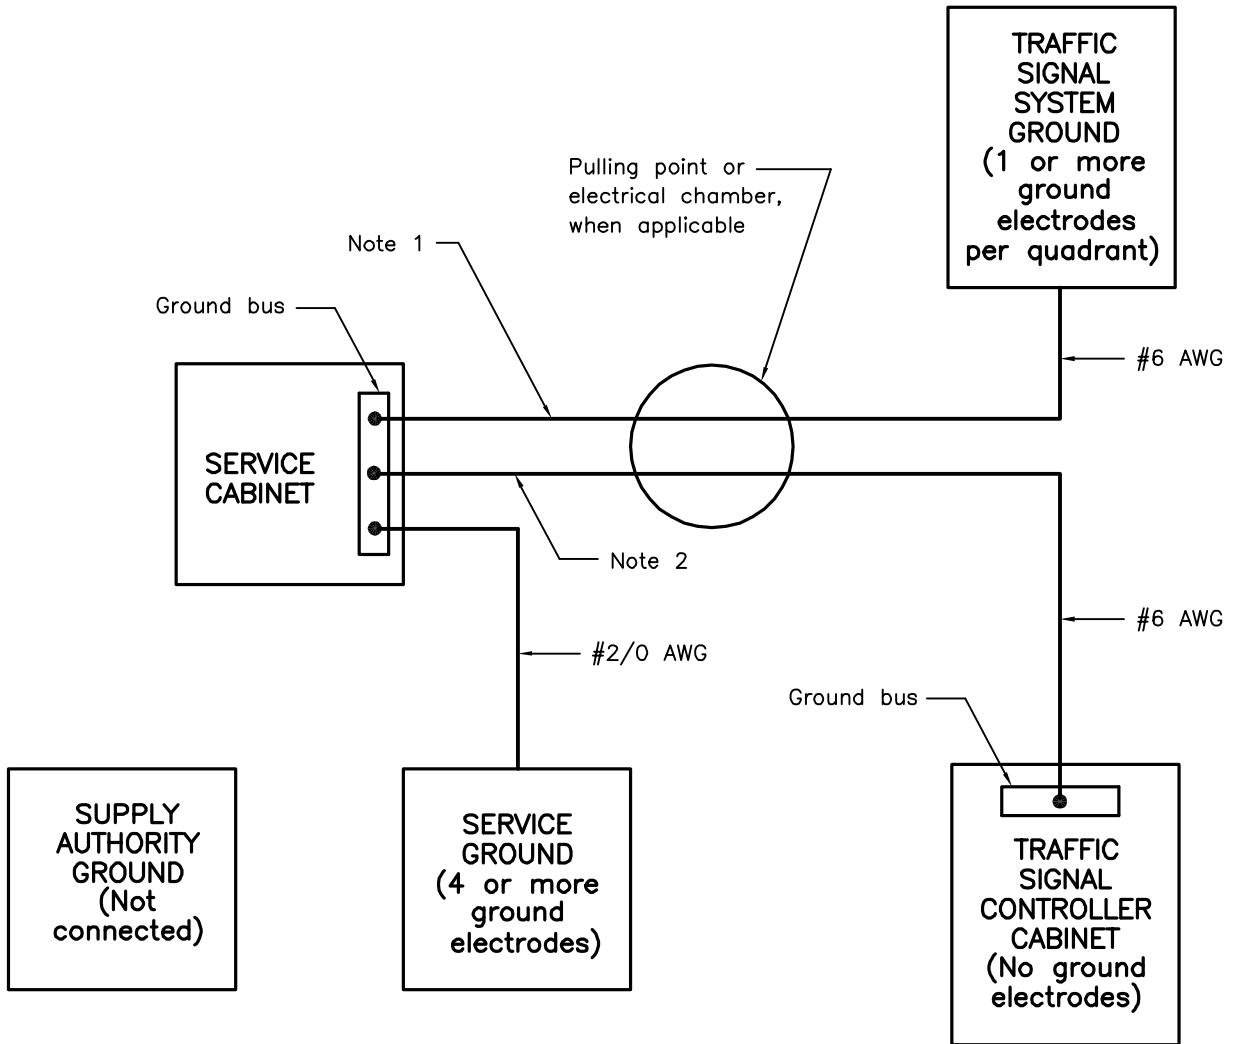 TRAFFIC
SIGNAL
SYSTEM
GROUND
(1 or more
ground
electrodes
per quadrant)
Pulling point or
electrical chamber,
when applicable
Note 1
Ground bus
#6 AWG
SERVICE
CABINET
Note 2
#6 AWG
#2/0 AWG
Ground bus
SUPPLY
AUTHORITY
GROUND
(Not
connected)
SERVICE
GROUND
(4 or more
ground
electrodes)
TRAFFIC
SIGNAL
CONTROLLER
CABINET
(No ground
electrodes)